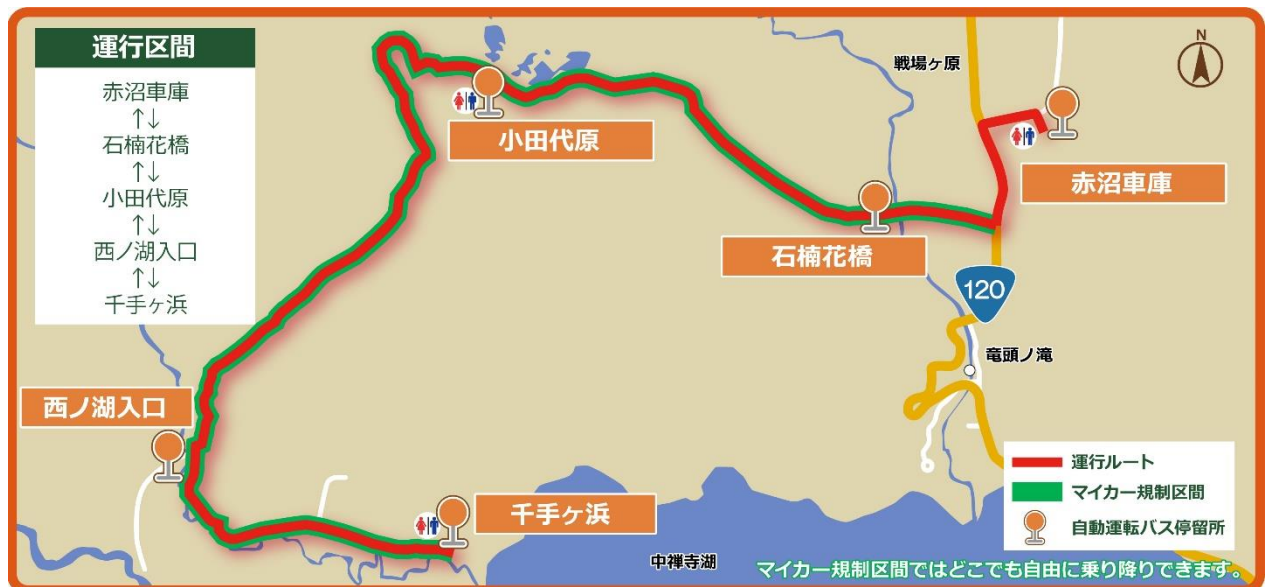 運行区間
赤沼車庫
↑↓
石楠花橋
↑↓
小田代原
↑↓
西ノ湖入口
↑↓
千手ヶ浜
N
戦場ヶ原
小田代原
赤沼車庫
石楠花橋
120
竜頭ノ滝
西ノ湖入口
千手ヶ浜
中禅寺湖
運行ルート
マイカー規制区間
自動運転バス停留所
マイカー規制区間ではどこでも自由に乗り降りできます。